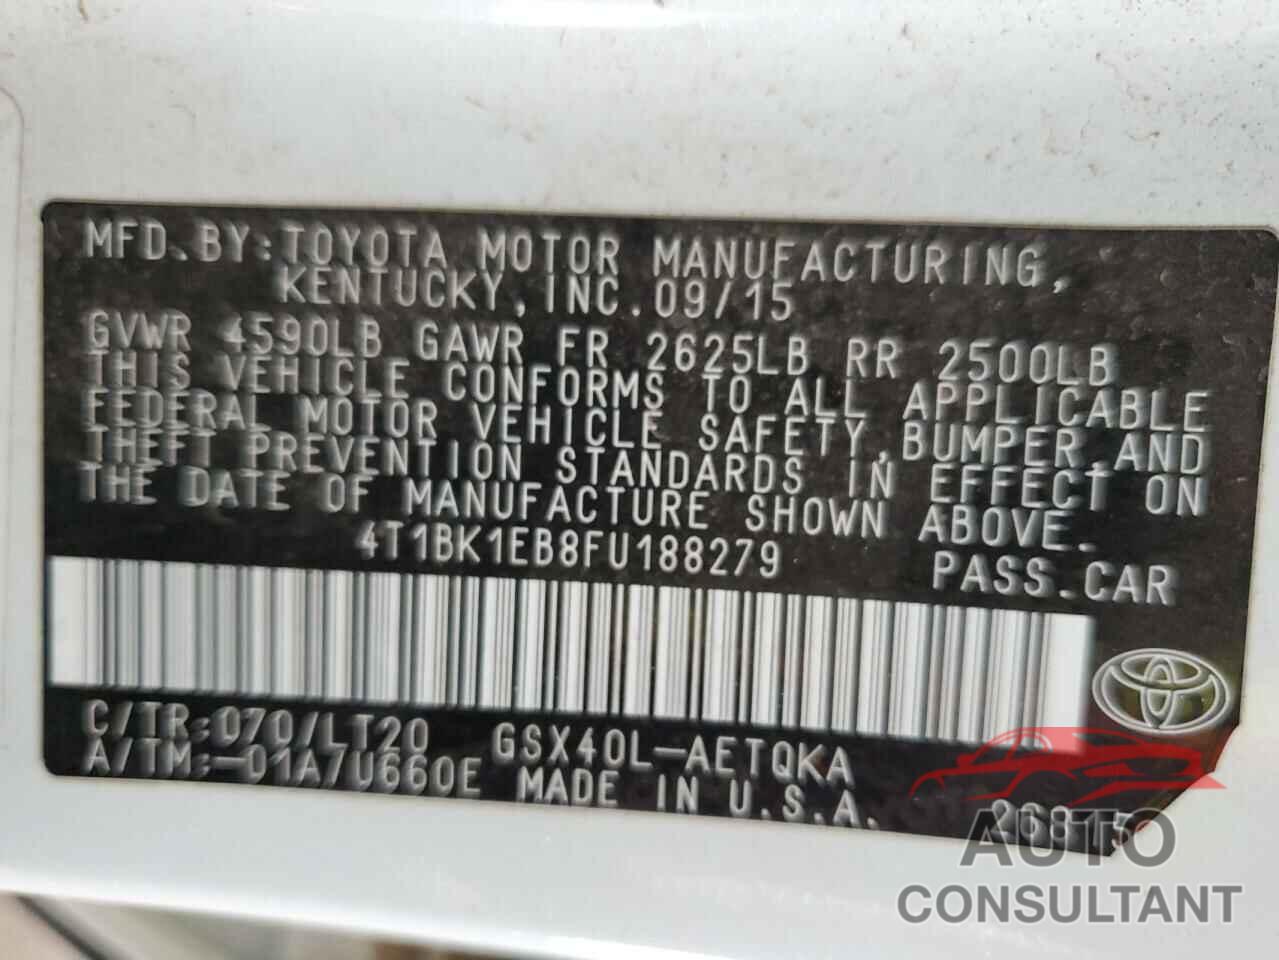 MFD. BY: TOYOTA MOTOR MANUFACTURING,
KENTUCKY, INC. 09/15
GVWR 4590LB GAWR FR 2625LB RR 2500LB
THIS VEHICLE CONFORMS TO ALL APPLICABLE
FEDERAL MOTOR VEHICLE SAFETY, BUMPER, AND
THEFT PREVENTION STANDARDS IN EFFECT ON
THE DATE OF MANUFACTURE SHOWN ABOVE.
4T1BK1EB8FU188279
PASS. CAR
C/TR: 070/LT20 GSX40L-AETQKA
A/TM: -01A7U660E MADE IN U.S.A.
26815
AUTO
CONSULTANT